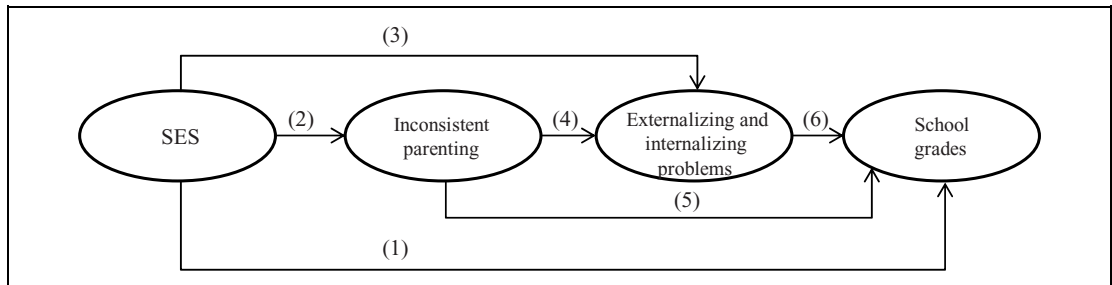 (3)
SES
(2)
Inconsistent
parenting
(4)
Externalizing and
internalizing
problems
(6)
School
grades
(5)
(1)